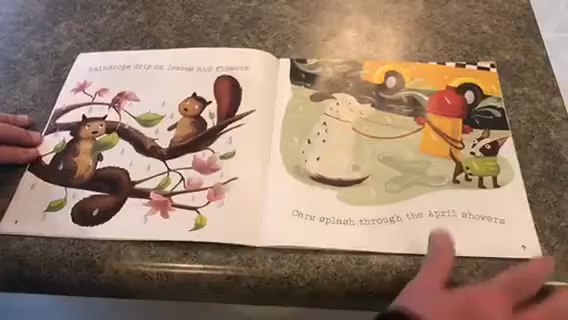 Raindrops drip on leaves and flowers
Cars splash through the April showers